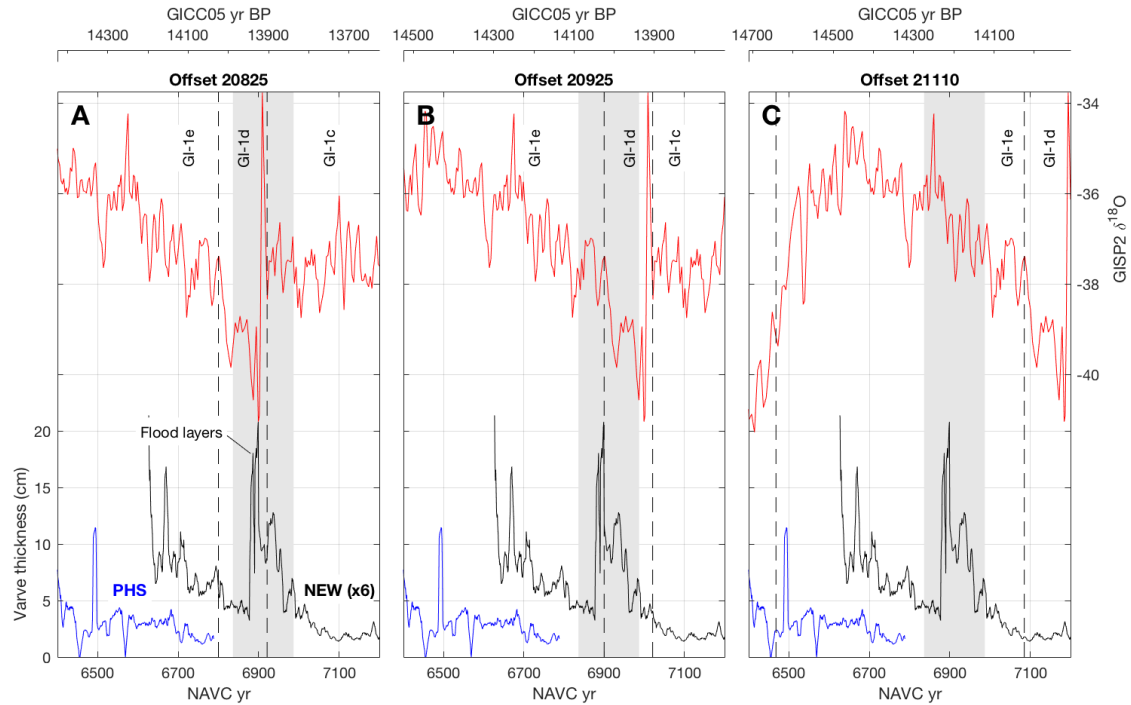 GICC05 yr BP GICC05 yr BP GICC05 yr BP
14300 14100 13900 13700 14500 14300 14100 13900 14700 14500 14300 14100
Offset 20825 Offset 20925 Offset 21110
A B C
GI-1e GI-1d GI-1c GI-1e GI-1d GI-1c GI-1e GI-1d
-34
-36
-38
-40
GISP2 δ18O
Flood layers
20
15
10
5
0
Varve thickness (cm)
PHS NEW (x6)
6500 6700 6900 7100 6500 6700 6900 7100 6500 6700 6900 7100
NAVC yr NAVC yr NAVC yr